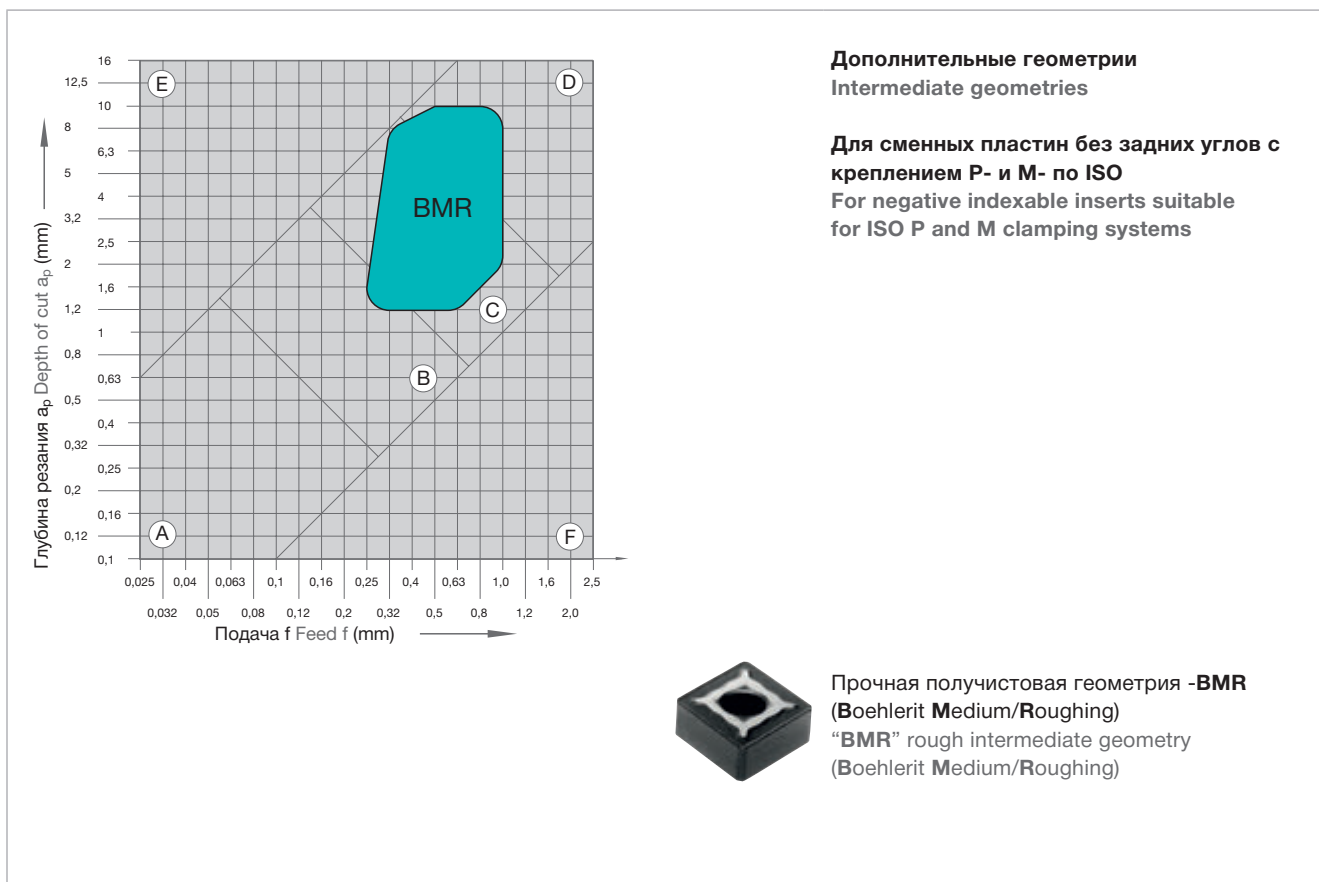 16
12,5
10
8
6,3
5
4
3,2
2,5
2
1,6
1,2
1
0,8
0,63
0,5
0,4
0,32
0,25
0,2
0,16
0,12
0,1
Глубина резания ap Depth of cut ap (mm)
E
D
BMR
C
B
A
F
0,025 0,04 0,063 0,1 0,16 0,25 0,4 0,63 1,0 1,6 2,5
0,032 0,05 0,08 0,12 0,2 0,32 0,5 0,8 1,2 2,0
Подача f Feed f (mm)
Дополнительные геометрии
Intermediate geometries
Для сменных пластин без задних углов с
креплением P- и M- по ISO
For negative indexable inserts suitable
for ISO P and M clamping systems
Прочная получистовая геометрия -BMR
(Boehlerit Medium/Roughing)
“BMR” rough intermediate geometry
(Boehlerit Medium/Roughing)